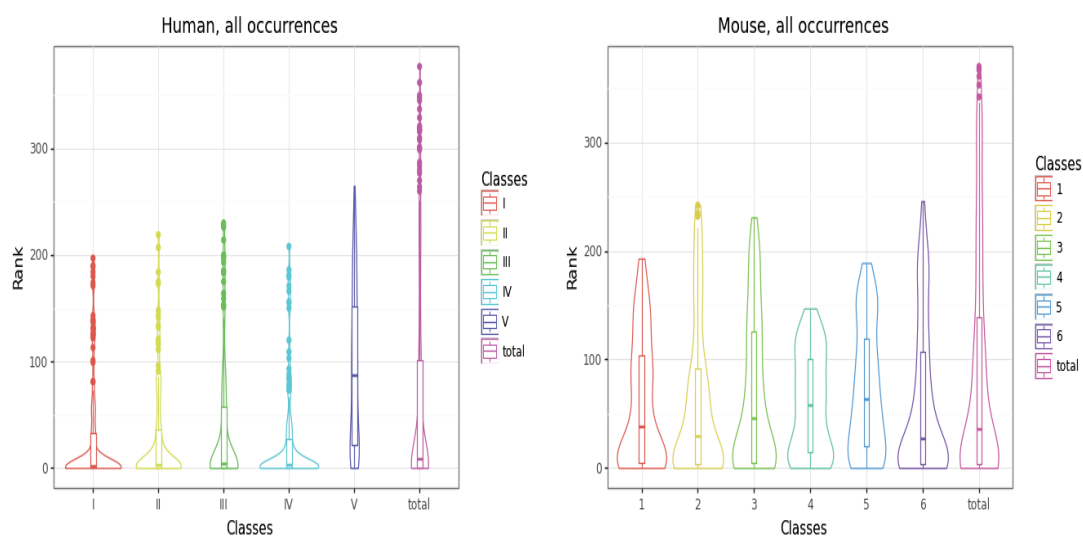 Human, all occurrences
Rank
300
200
100
0
I II III IV V total
Classes
Classes
I
II
III
IV
V
total
Mouse, all occurrences
Rank
300
200
100
0
1 2 3 4 5 6 total
Classes
Classes
1
2
3
4
5
6
total